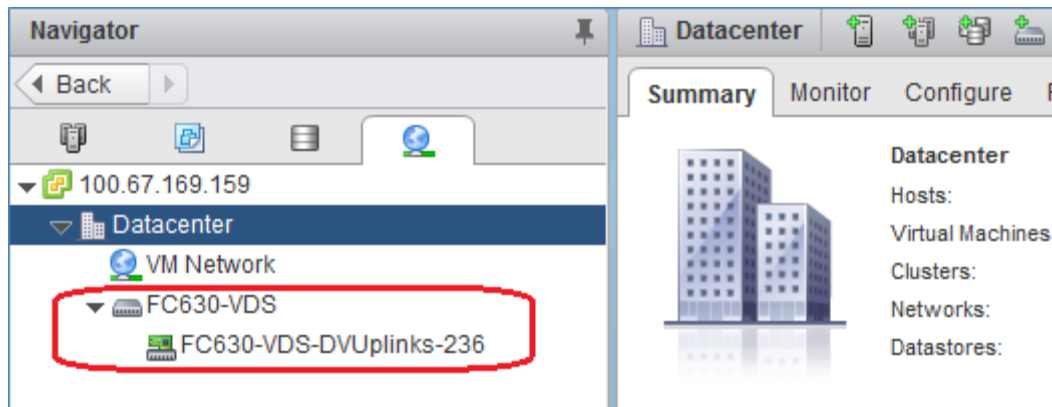 Navigator
Back
100.67.169.159
Datacenter
VM Network
FC630-VDS
FC630-VDS-DVUplinks-236
Datacenter
Summary Monitor Configure
Datacenter
Hosts:
Virtual Machines
Clusters:
Networks:
Datastores: